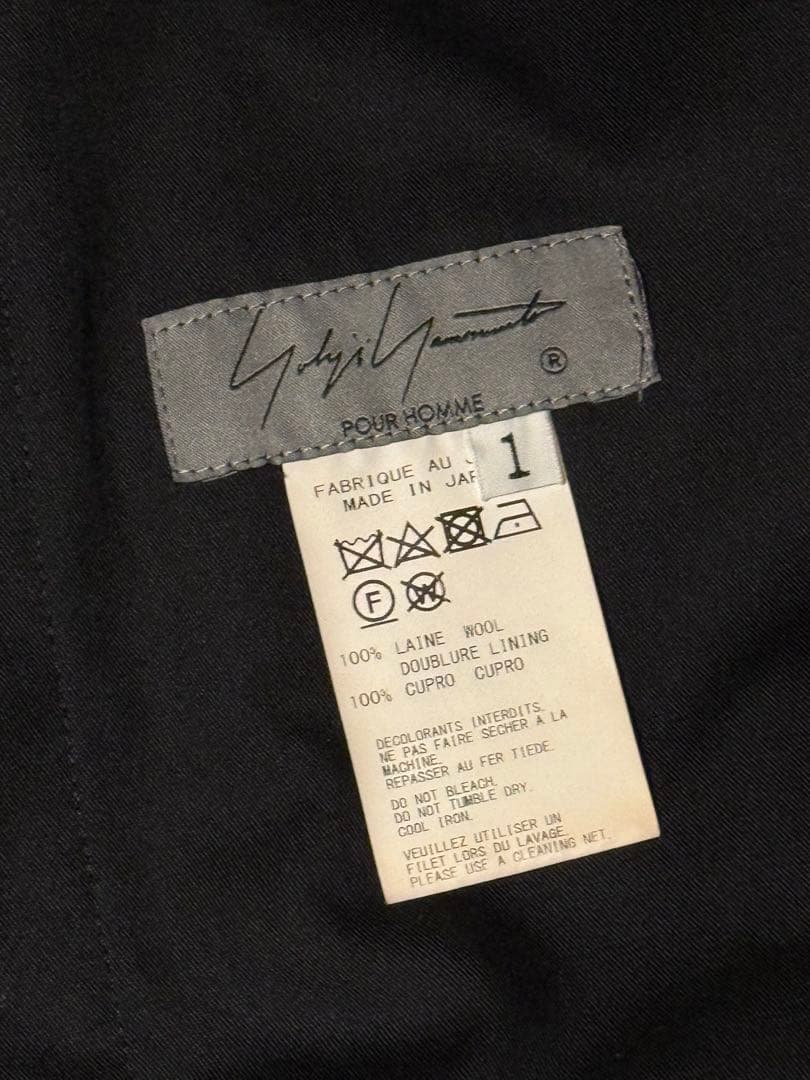 Yohji Yamamoto
®
POUR HOMME
1
FABRIQUE AU J
MADE IN JAP
F
W
100% LAINE WOOL
DOUBLURE LINING
100% CUPRO CUPRO
DECOLORANTS INTERDITS.
NE PAS FAIRE SECHER A LA
MACHINE.
REPASSER AU FER TIEDE.
DO NOT BLEACH.
DO NOT TUMBLE DRY.
COOL IRON.
VEUILLEZ UTILISER UN
FILET LORS DU LAVAGE.
PLEASE USE A CLEANING NET.